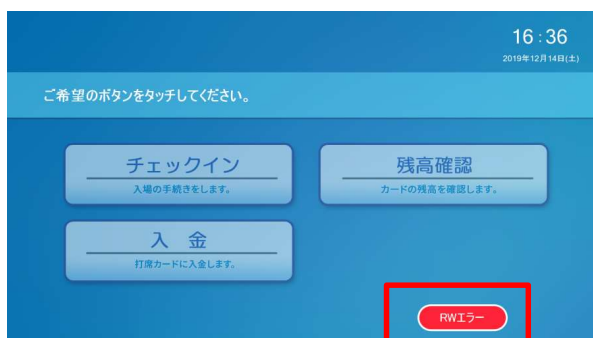 16:36
2019年12月14日(土)
ご希望のボタンをタッチしてください。
チェックイン
入場の手続きをします。
残高確認
カードの残高を確認します。
入 金
打席カードに入金します。
RWエラー